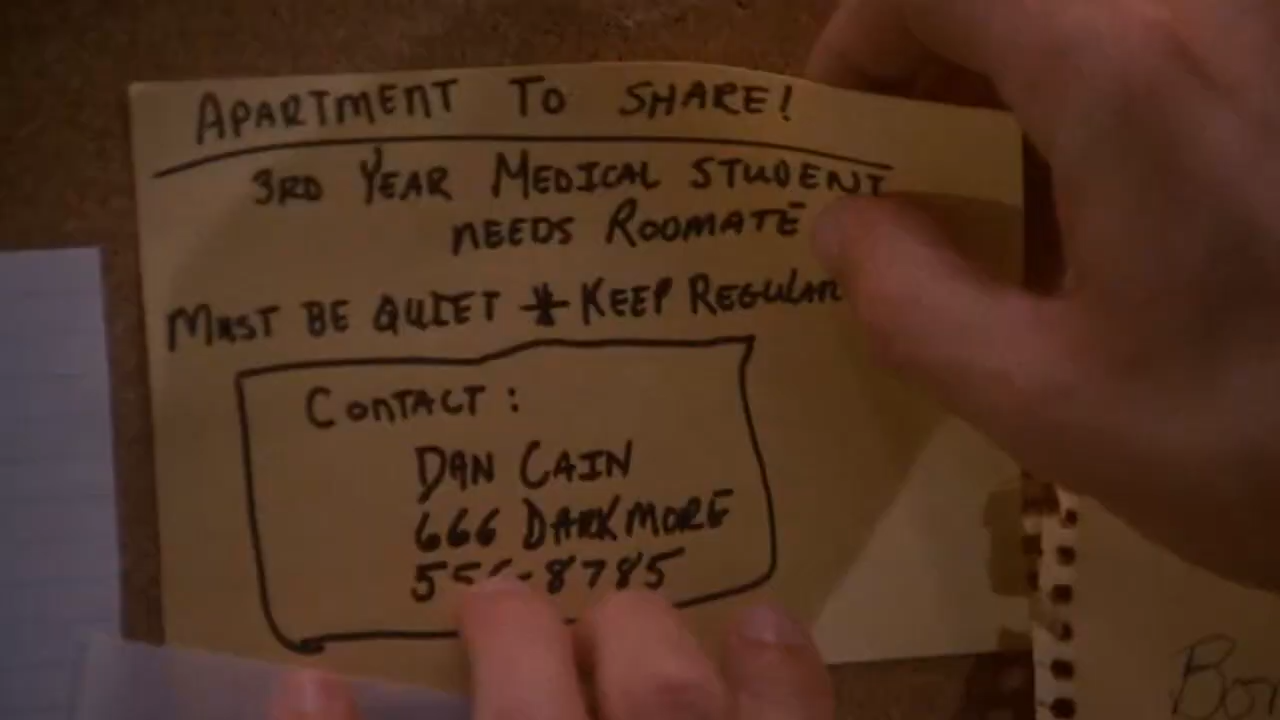 APARTMENT TO SHARE!
3RD YEAR MEDICAL STUDENT
NEEDS ROOMATE
MUST BE QUIET & KEEP REGULAR
CONTACT :
DAN CAIN
666 DARKMORE
556-8785